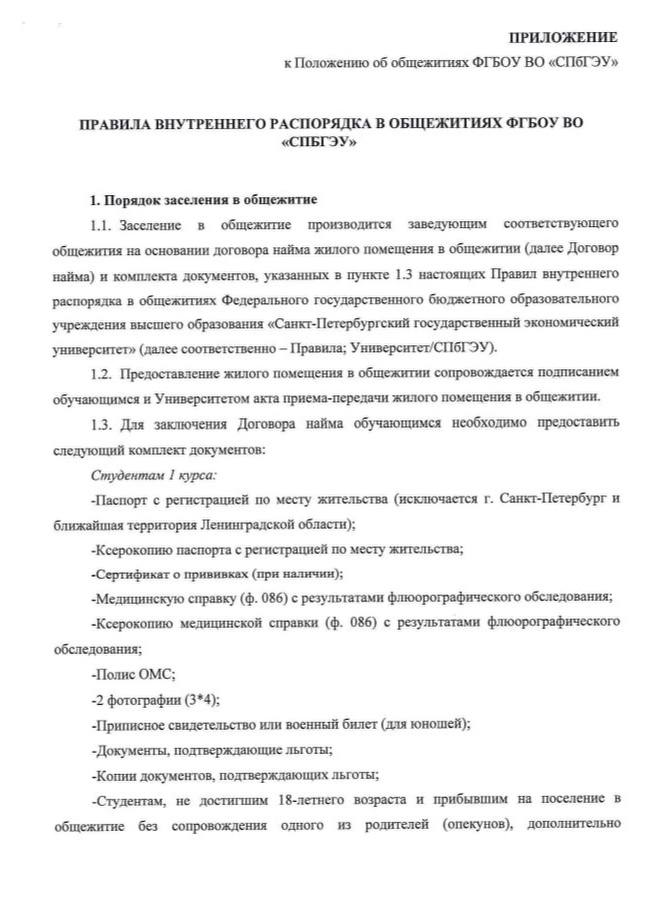 ПРИЛОЖЕНИЕ
к Положению об общежитиях ФГБОУ ВО «СПбГЭУ»
ПРАВИЛА ВНУТРЕННЕГО РАСПОРЯДКА В ОБЩЕЖИТИЯХ ФГБОУ ВО
«СПБГЭУ»
1. Порядок заселения в общежитие
1.1. Заселение в общежитие производится заведующим соответствующего
общежития на основании договора найма жилого помещения в общежитии (далее Договор
найма) и комплекта документов, указанных в пункте 1.3 настоящих Правил внутреннего
распорядка в общежитиях Федерального государственного бюджетного образовательного
учреждения высшего образования «Санкт-Петербургский государственный экономический
университет» (далее соответственно – Правила; Университет/СПбГЭУ).
1.2. Предоставление жилого помещения в общежитии сопровождается подписанием
обучающимся и Университетом акта приема-передачи жилого помещения в общежитии.
1.3. Для заключения Договора найма обучающимся необходимо предоставить
следующий комплект документов:
Студентам 1 курса:
-Паспорт с регистрацией по месту жительства (исключается г. Санкт-Петербург и
ближайшая территория Ленинградской области);
-Ксерокопию паспорта с регистрацией по месту жительства;
-Сертификат о прививках (при наличии);
-Медицинскую справку (ф. 086) с результатами флюорографического обследования;
-Ксерокопию медицинской справки (ф. 086) с результатами флюорографического
обследования;
-Полис ОМС;
-2 фотографии (3*4);
-Приписное свидетельство или военный билет (для юношей);
-Документы, подтверждающие льготы;
-Копии документов, подтверждающих льготы;
-Студентам, не достигшим 18-летнего возраста и прибывшим на поселение в
общежитие без сопровождения одного из родителей (опекунов), дополнительно